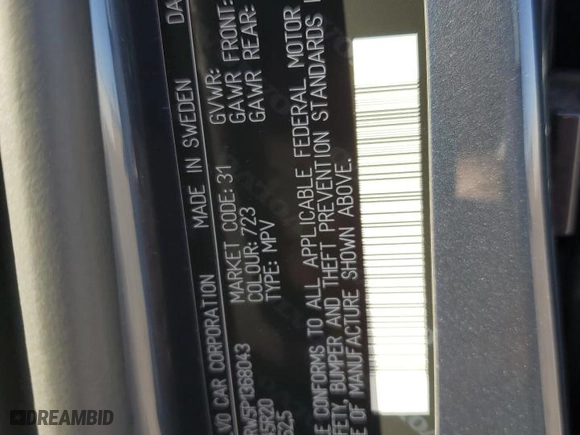 VO CAR CORPORATION MADE IN SWEDEN DA
MARKET CODE: 31 GVWR:
COLOUR: 723 GAWR FRONT:
TYPE: MPV GAWR REAR:
LE CONFORMS TO ALL APPLICABLE FEDERAL MOTOR
FETY, BUMPER AND THEFT PREVENTION STANDARDS
E OF MANUFACTURE SHOWN ABOVE.
DREAMBID